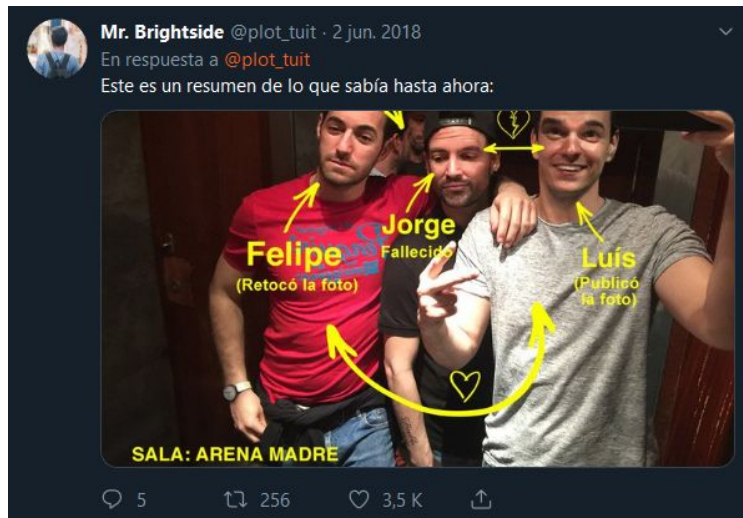 Mr. Brightside @plot_tuit · 2 jun. 2018
En respuesta a @plot_tuit
Este es un resumen de lo que sabía hasta ahora:
Felipe
(Retocó la foto)
Jorge
Fallecido
Luís
(Publicó
la foto)
SALA: ARENA MADRE
5 256 3,5 K